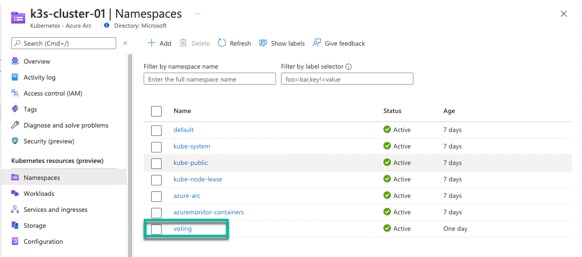 k3s-cluster-01 | Namespaces ...
Kubernetes - Azure Arc | Directory: Microsoft
Search (Cmd+/)
Overview
Activity log
Access control (IAM)
Tags
Diagnose and solve problems
Security (preview)
Kubernetes resources (preview)
Namespaces
Workloads
Services and ingresses
Storage
Configuration
Add Delete Refresh Show labels Give feedback
Filter by namespace name Filter by label selector
Enter the full namespace name foo=backey!=value
Name Status Age
default Active 7 days
kube-system Active 7 days
kube-public Active 7 days
kube-node-lease Active 7 days
azure-arc Active 7 days
azuremonitor-containers Active 7 days
voting Active One day